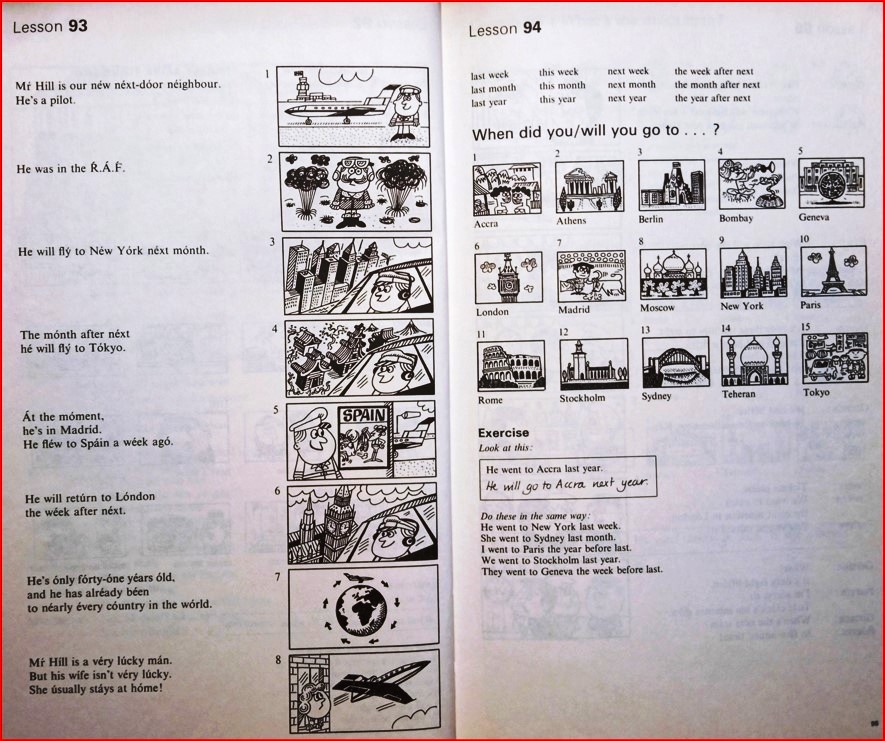 Lesson 93
Mŕ Hill is our néw néxt-dóor néighbour.
He's a pilot.
1
He was in the Ŕ.Á.F́.
2
He will flý to Néw Yórk néxt mónth.
3
The mónth after néxt
hé will flý to Tókyo.
4
Át the móment,
he's in Madrid.
He fléw to Spáin a wéek agó.
5
SPAIN
He will retúrn to Lóndon
the wéek after néxt.
6
He's ónly fórty-óne yéars óld,
and he has alréady béen
to néarly évery cóuntry in the wórld.
7
Mŕ Hill is a véry lúcky mán.
But his wife isn't véry lúcky.
She úsually stáys at hóme!
8
Lesson 94
last week this week next week the week after next
last month this month next month the month after next
last year this year next year the year after next
When did you/will you go to . . . ?
1 2 3 4 5
Accra Athens Berlin Bombay Geneva
6 7 8 9 10
London Madrid Moscow New York Paris
11 12 13 14 15
Rome Stockholm Sydney Teheran Tokyo
Exercise
Look at this:
He went to Accra last year.
He will go to Accra next year.
Do these in the same way:
He went to New York last week.
She went to Sydney last month.
I went to Paris the year before last.
We went to Stockholm last year.
They went to Geneva the week before last.